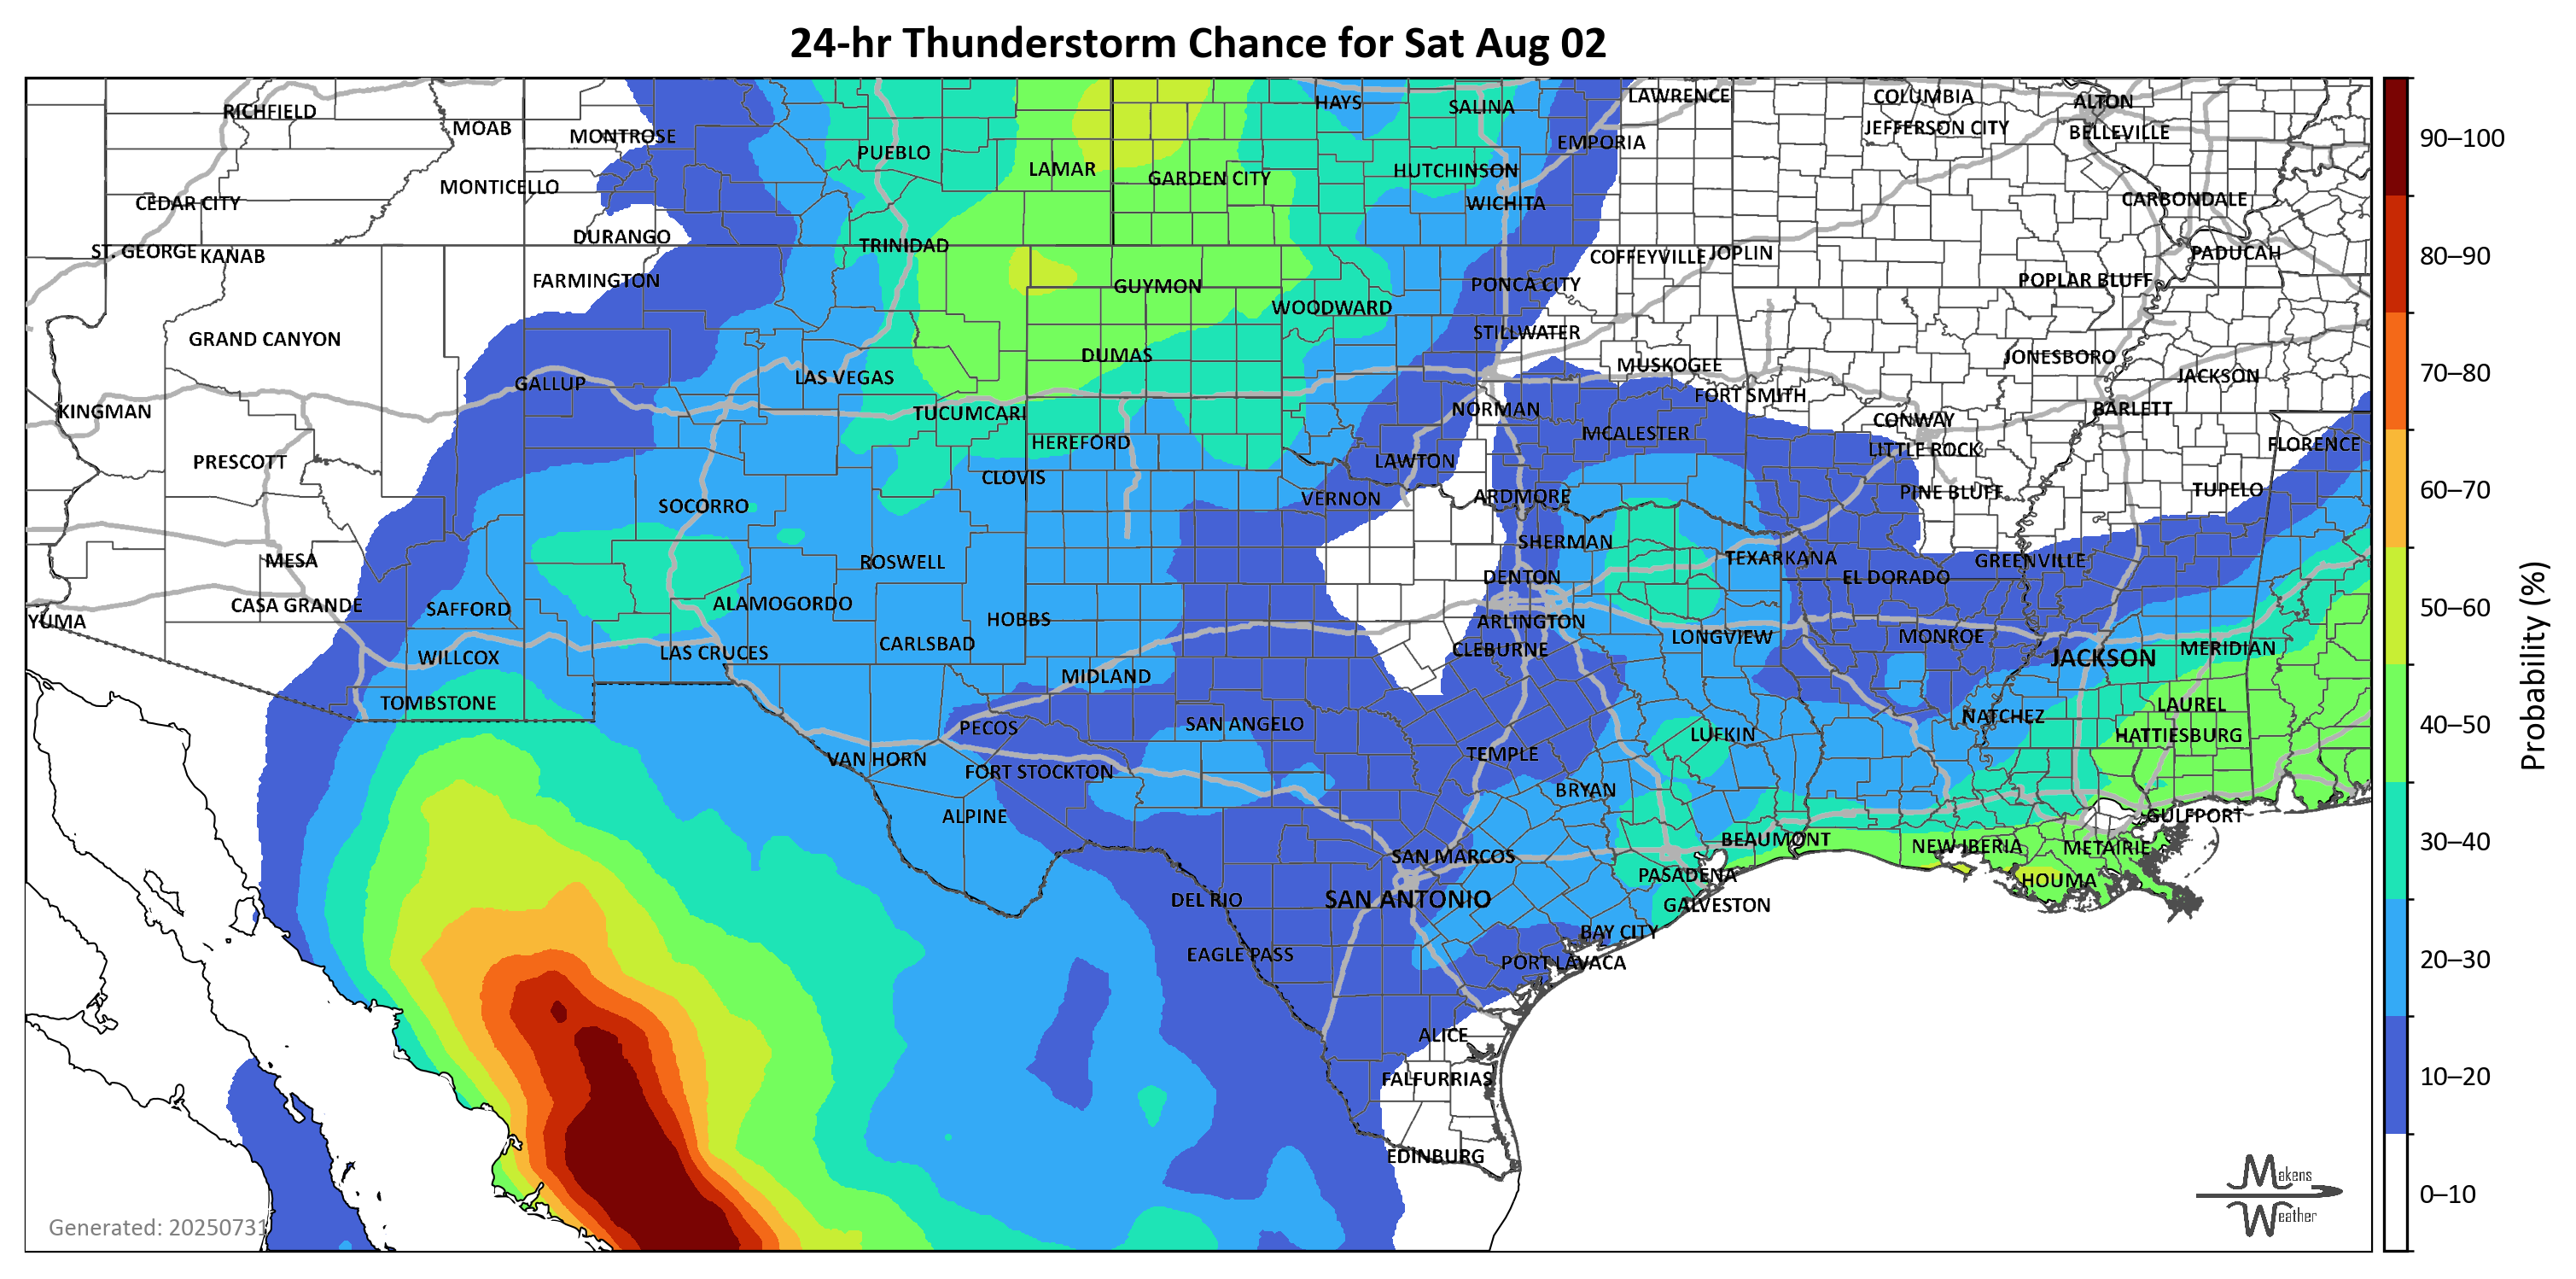 24-hr Thunderstorm Chance for Sat Aug 02
RICHFIELD
MOAB
MONTROSE
PUEBLO
LAMAR
GARDEN CITY
HAYS
SALINA
HUTCHINSON
WICHITA
EMPORIA
LAWRENCE
COLUMBIA
JEFFERSON CITY
ALTON
BELLEVILLE
CARBONDALE
90–100
MONTICELLO
CEDAR CITY
ST. GEORGE
KANAB
DURANGO
FARMINGTON
TRINIDAD
GUYMON
WOODWARD
PONCA CITY
COFFEYVILLE
JOPLIN
POPLAR BLUFF
PADUCAH
80–90
GRAND CANYON
STILLWATER
DUMAS
MUSKOGEE
JONESBORO
JACKSON
70–80
KINGMAN
GALLUP
LAS VEGAS
TUCUMCARI
HEREFORD
NORMAN
FORT SMITH
CONWAY
BARLETT
PRESCOTT
CLOVIS
LAWTON
MCALESTER
LITTLE ROCK
FLORENCE
SOCORRO
VERNON
ARDMORE
PINE BLUFF
TUPELO
60–70
MESA
ROSWELL
SHERMAN
TEXARKANA
GREENVILLE
CASA GRANDE
SAFFORD
ALAMOGORDO
HOBBS
DENTON
EL DORADO
50–60
YUMA
WILLCOX
LAS CRUCES
CARLSBAD
ARLINGTON
CLEBURNE
LONGVIEW
MONROE
JACKSON
MERIDIAN
TOMBSTONE
MIDLAND
PECOS
SAN ANGELO
TEMPLE
LUFKIN
NATCHEZ
LAUREL
HATTIESBURG
40–50
Probability (%)
VAN HORN
FORT STOCKTON
BRYAN
ALPINE
SAN MARCOS
BEAUMONT
NEW IBERIA
METAIRIE
GULFPORT
30–40
DEL RIO
SAN ANTONIO
PASADENA
GALVESTON
HOUMA
EAGLE PASS
BAY CITY
PORT LAVACA
20–30
ALICE
FALFURRIAS
10–20
EDINBURG
0–10
Makens
Weather
Generated: 20250731